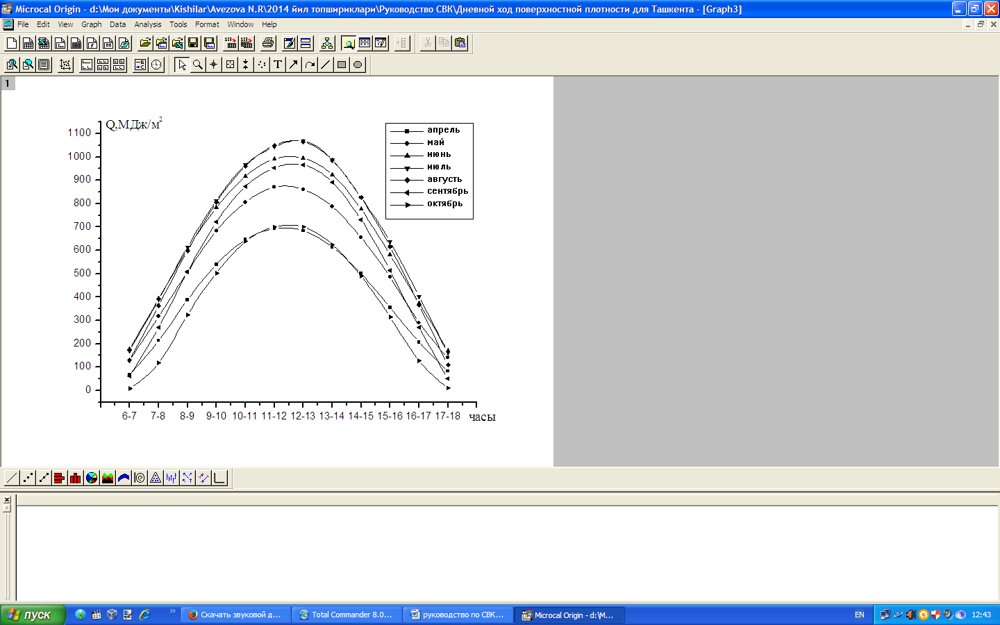 Microcal Origin - d:\Мои документы\Kishilar\Avezova N.R\2014 йил топшириклари\Руководство СВК\Дневной ход поверхностной плотности для Ташкента - [Graph3]
File Edit View Graph Data Analysis Tools Format Window Help
1
Q,МДж/м2
1100
1000
900
800
700
600
500
400
300
200
100
0
6-7 7-8 8-9 9-10 10-11 11-12 12-13 13-14 14-15 15-16 16-17 17-18 часы
апрель
май
июнь
июль
августь
сентябрь
октябрь
пуск
Скачать звуковой д...
Total Commander 8.0...
руководство по СВК...
Microcal Origin - d:\М...
EN
12:43